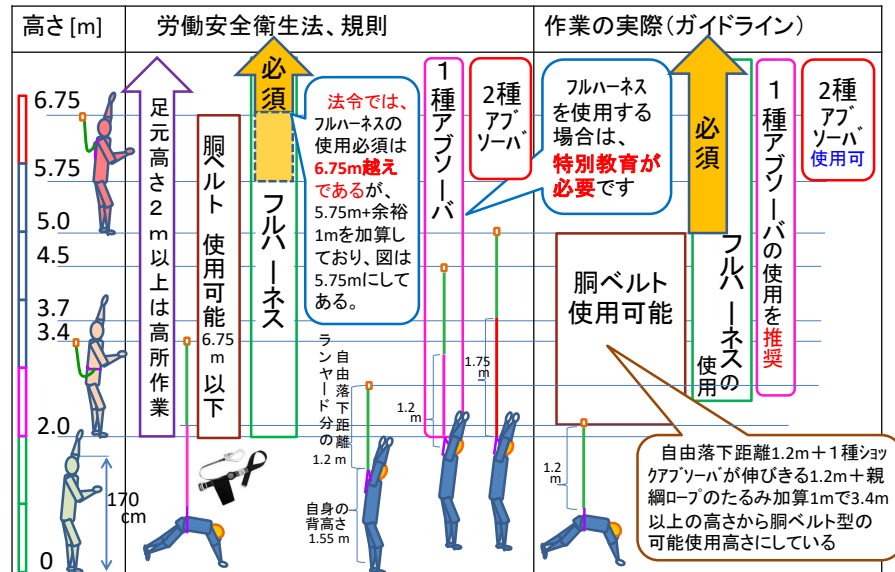 高さ[m]
労働安全衛生法、規則
作業の実際(ガイドライン)
6.75
5.75
5.0
4.5
3.7
3.4
2.0
0
170
cm
足元高さ2m以上は高所作業
胴ベルト 使用可能 6.75m以下
必須
フルハーネス
法令では、
フルハーネスの
使用必須は
6.75m越え
であるが、
5.75m+余裕
1mを加算し
ており、図は
5.75mにして
ある。
1種アブソーバ
2種
アブ
ソーバ
フルハーネス
を使用する
場合は、
特別教育が
必要です
自由落下距離
ランヤード分の
1.2 m
自身の
背高さ
1.55 m
1.2
m
1.75
m
必須
フルハーネスの
使用
1種アブソーバの使用を推奨
2種
アブ
ソーバ
使用可
胴ベルト
使用可能
1.2
m
自由落下距離1.2m+1種ショッ
クアブソーバが伸びきる1.2m+親
綱ロープのたるみ加算1mで3.4m
以上の高さから胴ベルト型の
可能使用高さにしている